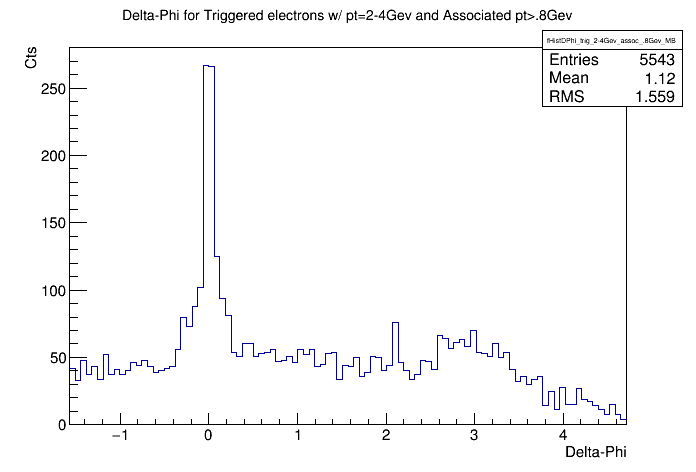 Delta-Phi for Triggered electrons w/ pt=2-4Gev and Associated pt>.8Gev
fHistDPhi_trig_2-4Gev_assoc_.8Gev_MB
Entries 5543
Mean 1.12
RMS 1.559
Cts
250
200
150
100
50
0
−1 0 1 2 3 4
Delta-Phi